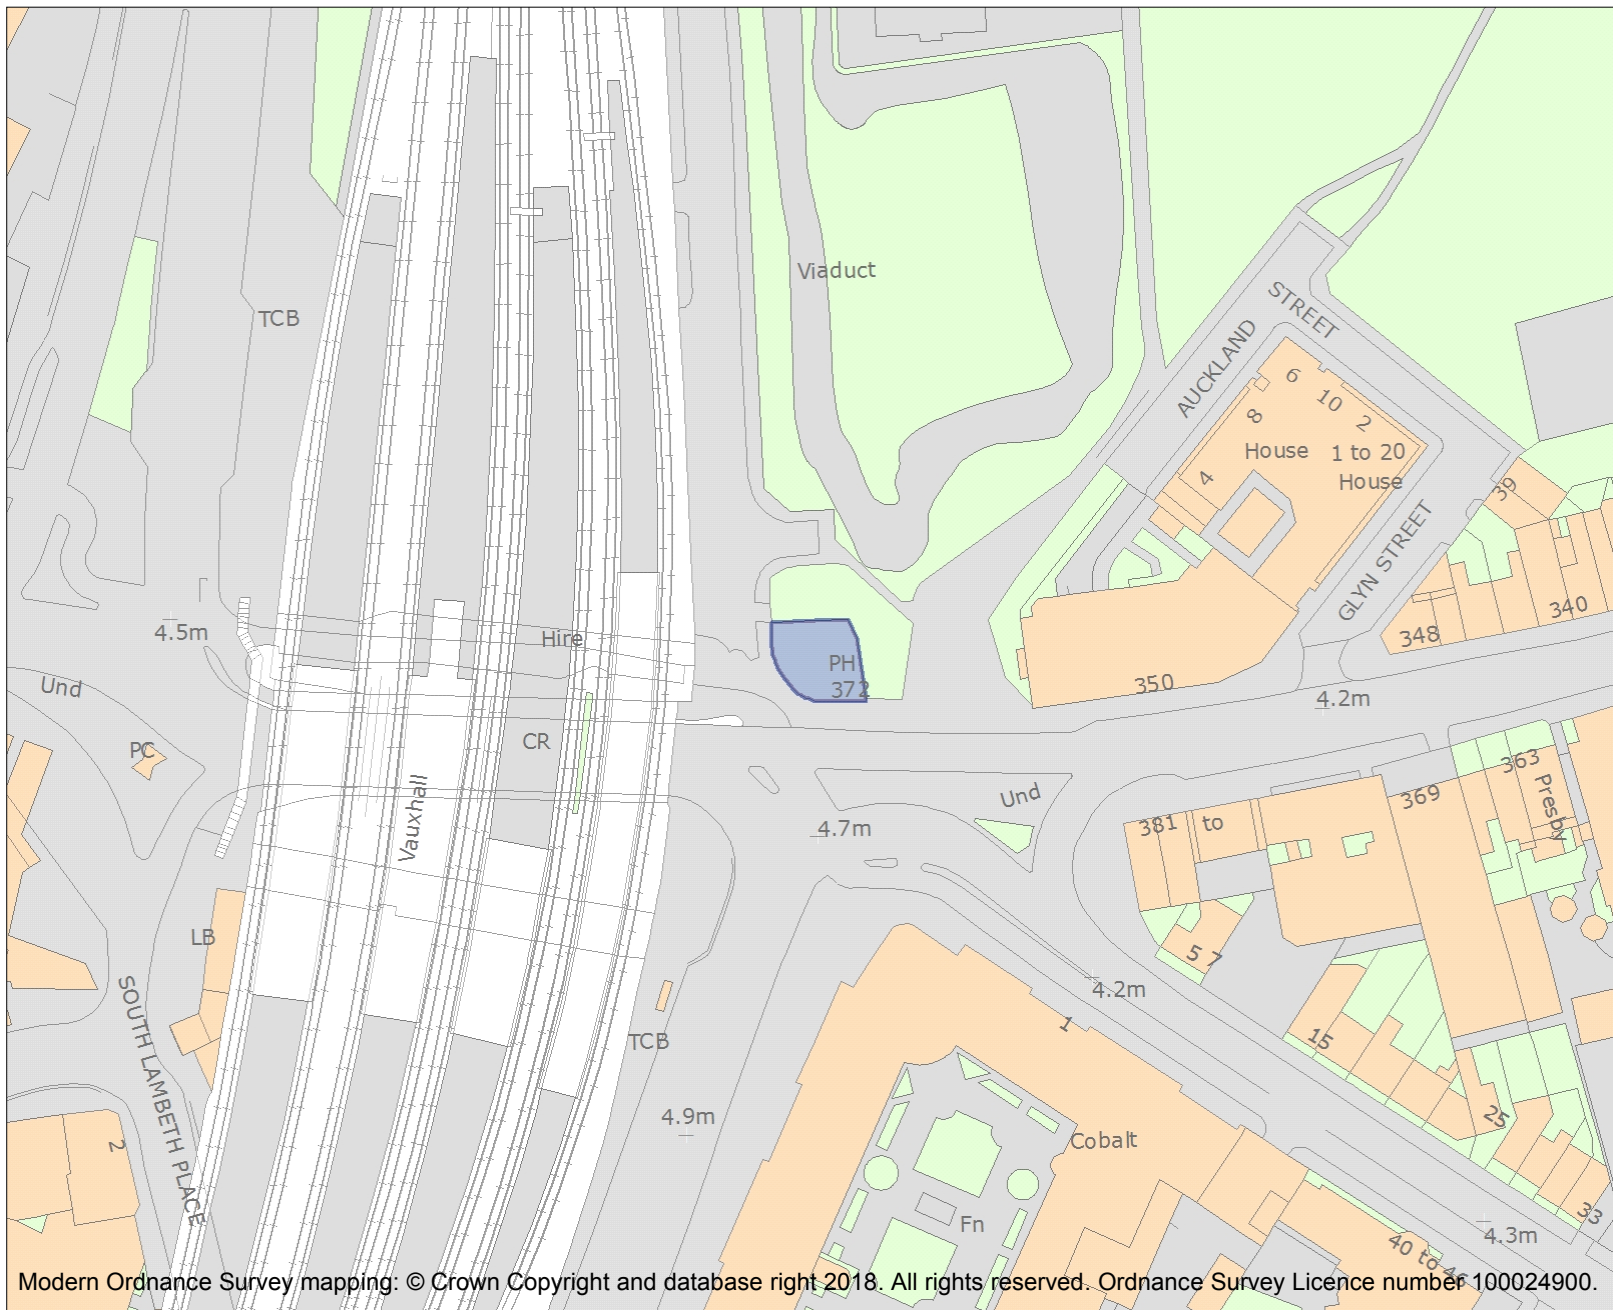 Viaduct
TCB
STREET
AUCKLAND
6
10
2
8
House
1 to 20
House
4
39
GLYN STREET
340
348
4.5m
Hire
PH
372
350
4.2m
Und
PC
CR
Vauxhall
Und
4.7m
363
Presby
369
381 to
LB
5 7
4.2m
1
15
SOUTH LAMBETH PLACE
TCB
25
4.9m
Cobalt
2
33
Fn
4.3m
40 to 46
Modern Ordnance Survey mapping: © Crown Copyright and database right 2018. All rights reserved. Ordnance Survey Licence number 100024900.